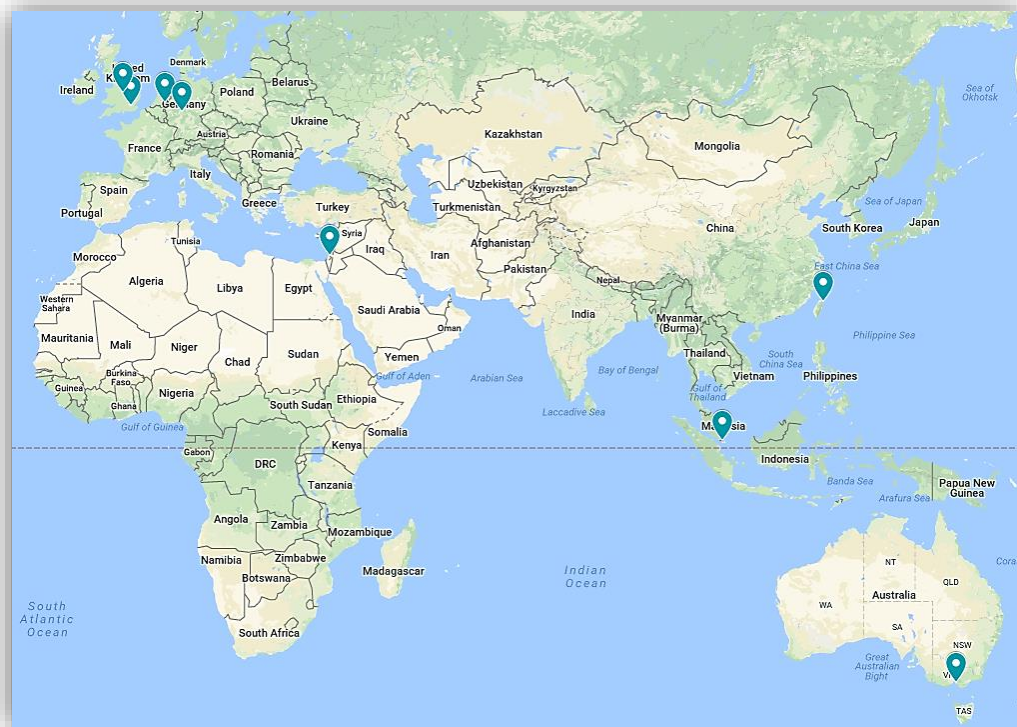 Sea of
Okhotsk
Denmark
Ireland
Poland
Belarus
Ukraine
Kazakhstan
Mongolia
Austria
France
Romania
Italy
Spain
Portugal
Greece
Turkey
Uzbekistan
Kyrgyzstan
Turkmenistan
Sea of Japan
Japan
South Korea
China
Tunisia
Syria
Iraq
Iran
Afghanistan
Pakistan
Morocco
Algeria
Libya
Egypt
East China Sea
Nepal
Western
Sahara
Saudi Arabia
India
Myanmar
(Burma)
Oman
Mauritania
Mali
Niger
Chad
Sudan
Yemen
Philippine Sea
Thailand
South
China Sea
Burkina
Faso
Gulf of Aden
Arabian Sea
Bay of Bengal
Vietnam
Philippines
Guinea
Ghana
Nigeria
South Sudan
Ethiopia
Gulf of
Thailand
Laccadive Sea
Gulf of Guinea
Somalia
Kenya
Gabon
DRC
Indonesia
Tanzania
Banda Sea
Papua New
Guinea
Arafura Sea
Angola
Zambia
Mozambique
Namibia
Zimbabwe
Botswana
Madagascar
Indian
Ocean
NT
QLD
Australia
WA
SA
South
Atlantic
Ocean
South Africa
NSW
Great
Australian
Bight
TAS